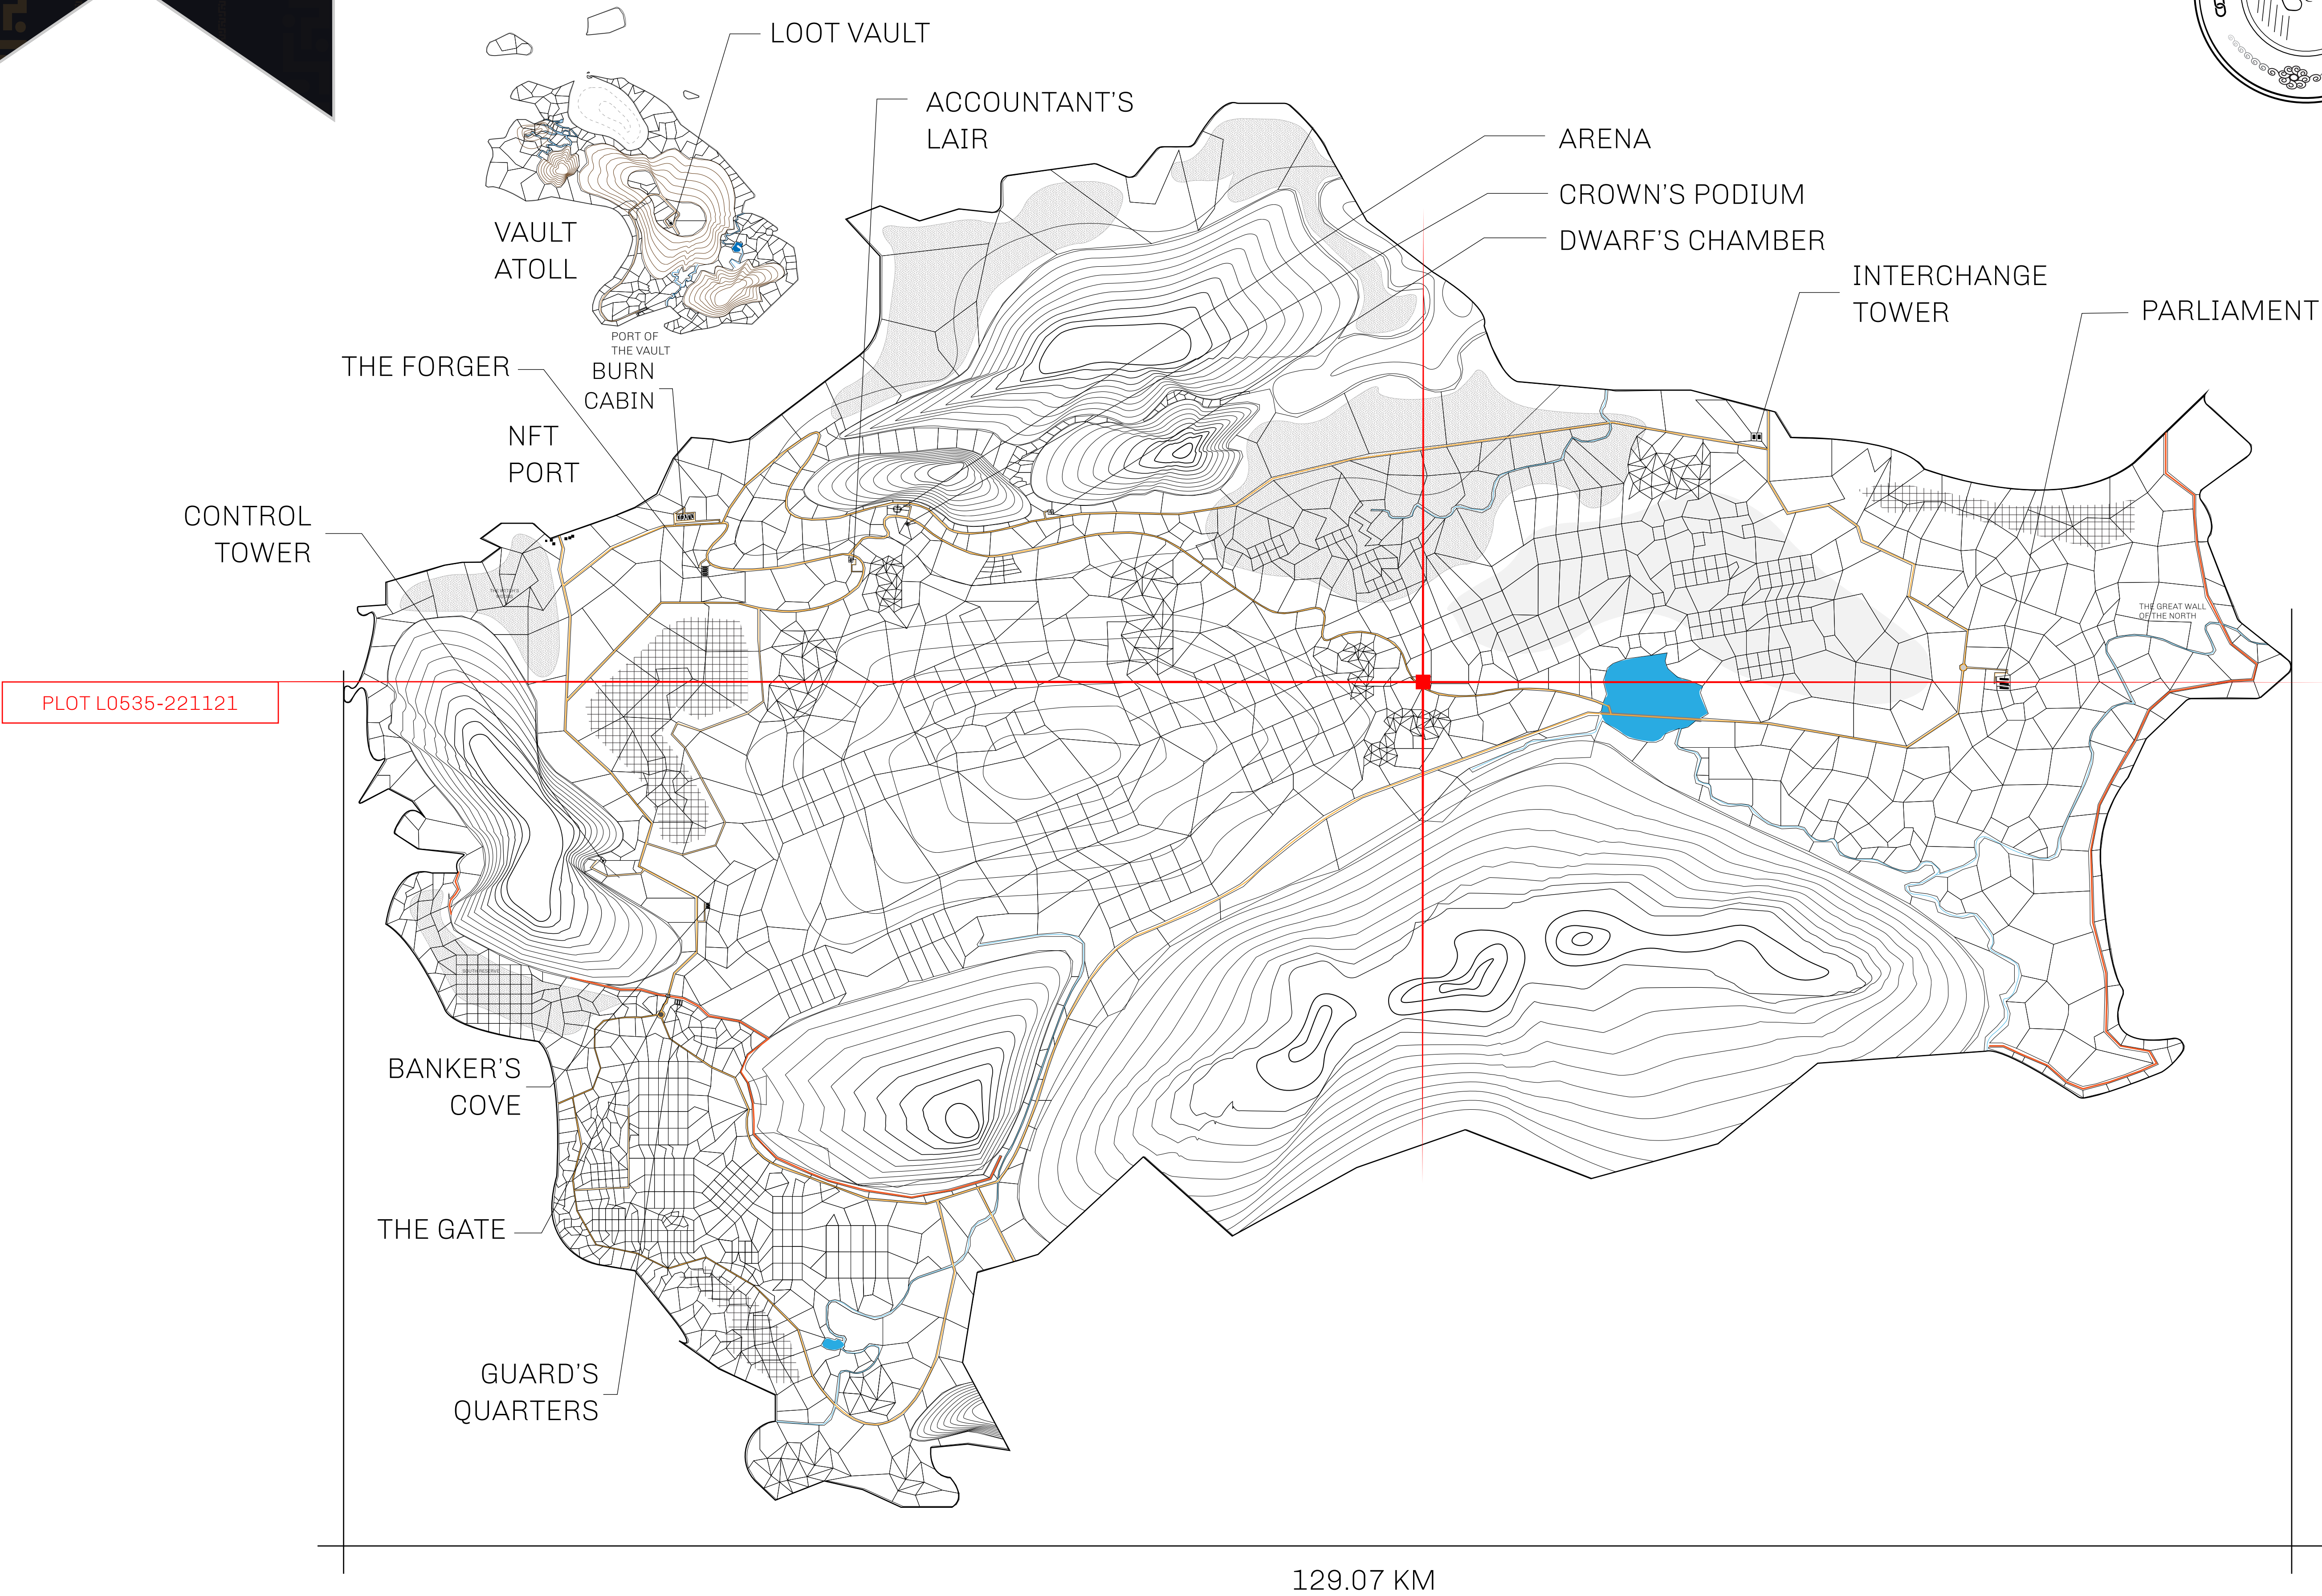 LOOT VAULT
ACCOUNTANT'S
LAIR
ARENA
CROWN'S PODIUM
DWARF'S CHAMBER
VAULT
ATOLL
INTERCHANGE
TOWER
PARLIAMENT
PORT OF
THE VAULT
THE FORGER
BURN
CABIN
NFT
PORT
CONTROL
TOWER
THE GREAT WALL
OF THE NORTH
PLOT L0535-221121
SOUTH RESERVE
BANKER'S
COVE
THE GATE
GUARD'S
QUARTERS
129.07 KM